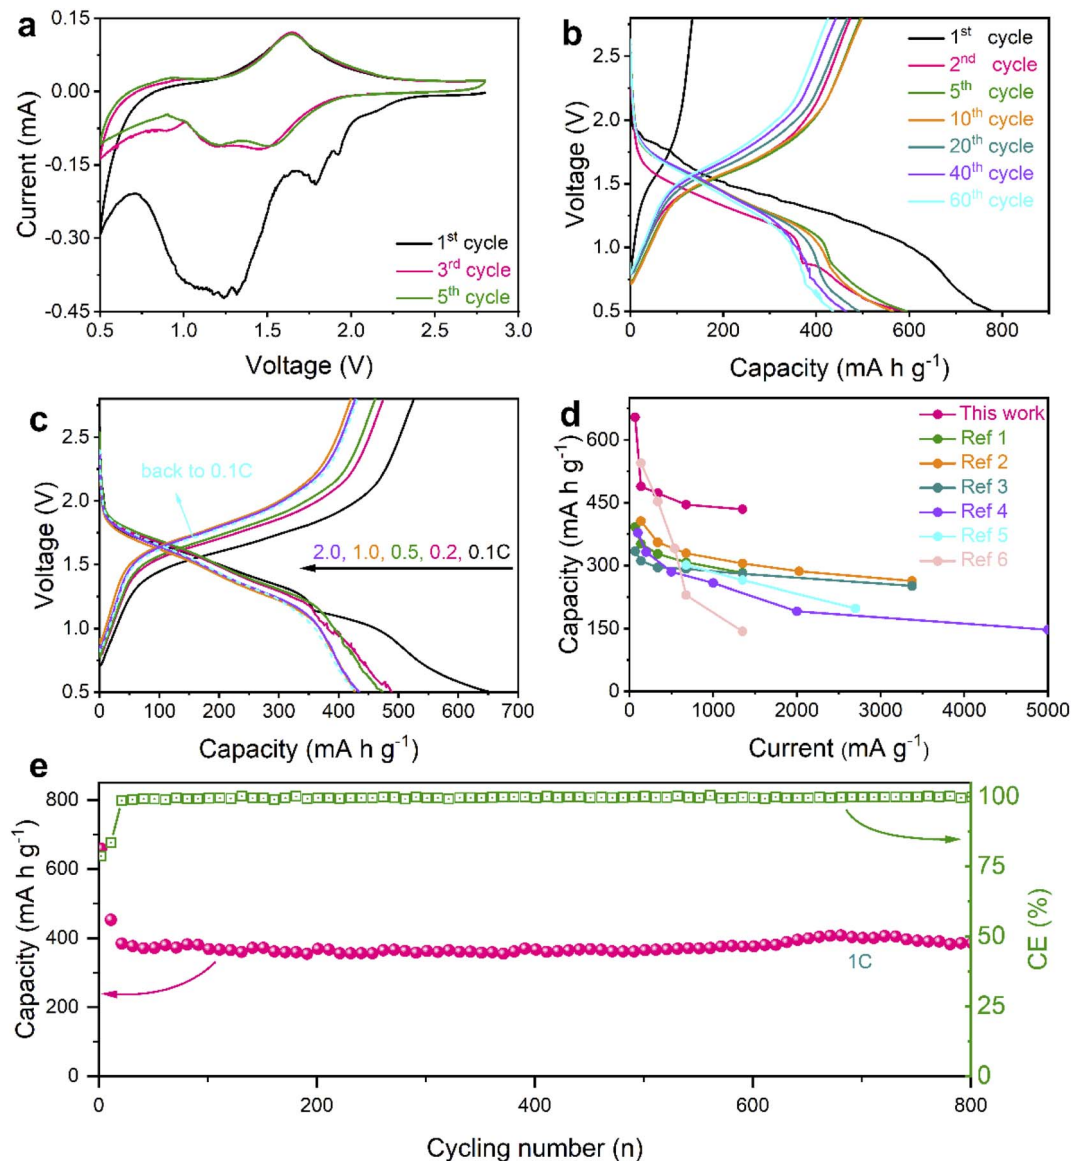 a
0.15
0.00
-0.15
-0.30
-0.45
Current (mA)
1st cycle
3rd cycle
5th cycle
0.5 1.0 1.5 2.0 2.5 3.0
Voltage (V)
b
2.5
2.0
1.5
1.0
0.5
Voltage (V)
1st cycle
2nd cycle
5th cycle
10th cycle
20th cycle
40th cycle
60th cycle
0 200 400 600 800
Capacity (mA h g-1)
c
2.5
2.0
1.5
1.0
0.5
Voltage (V)
back to 0.1C
2.0, 1.0, 0.5, 0.2, 0.1C
0 100 200 300 400 500 600 700
Capacity (mA h g-1)
d
600
450
300
150
0
Capacity (mA h g-1)
This work
Ref 1
Ref 2
Ref 3
Ref 4
Ref 5
Ref 6
0 1000 2000 3000 4000 5000
Current (mA g-1)
e
800
600
400
200
0
Capacity (mA h g-1)
1C
100
75
50
25
0
CE (%)
0 200 400 600 800
Cycling number (n)